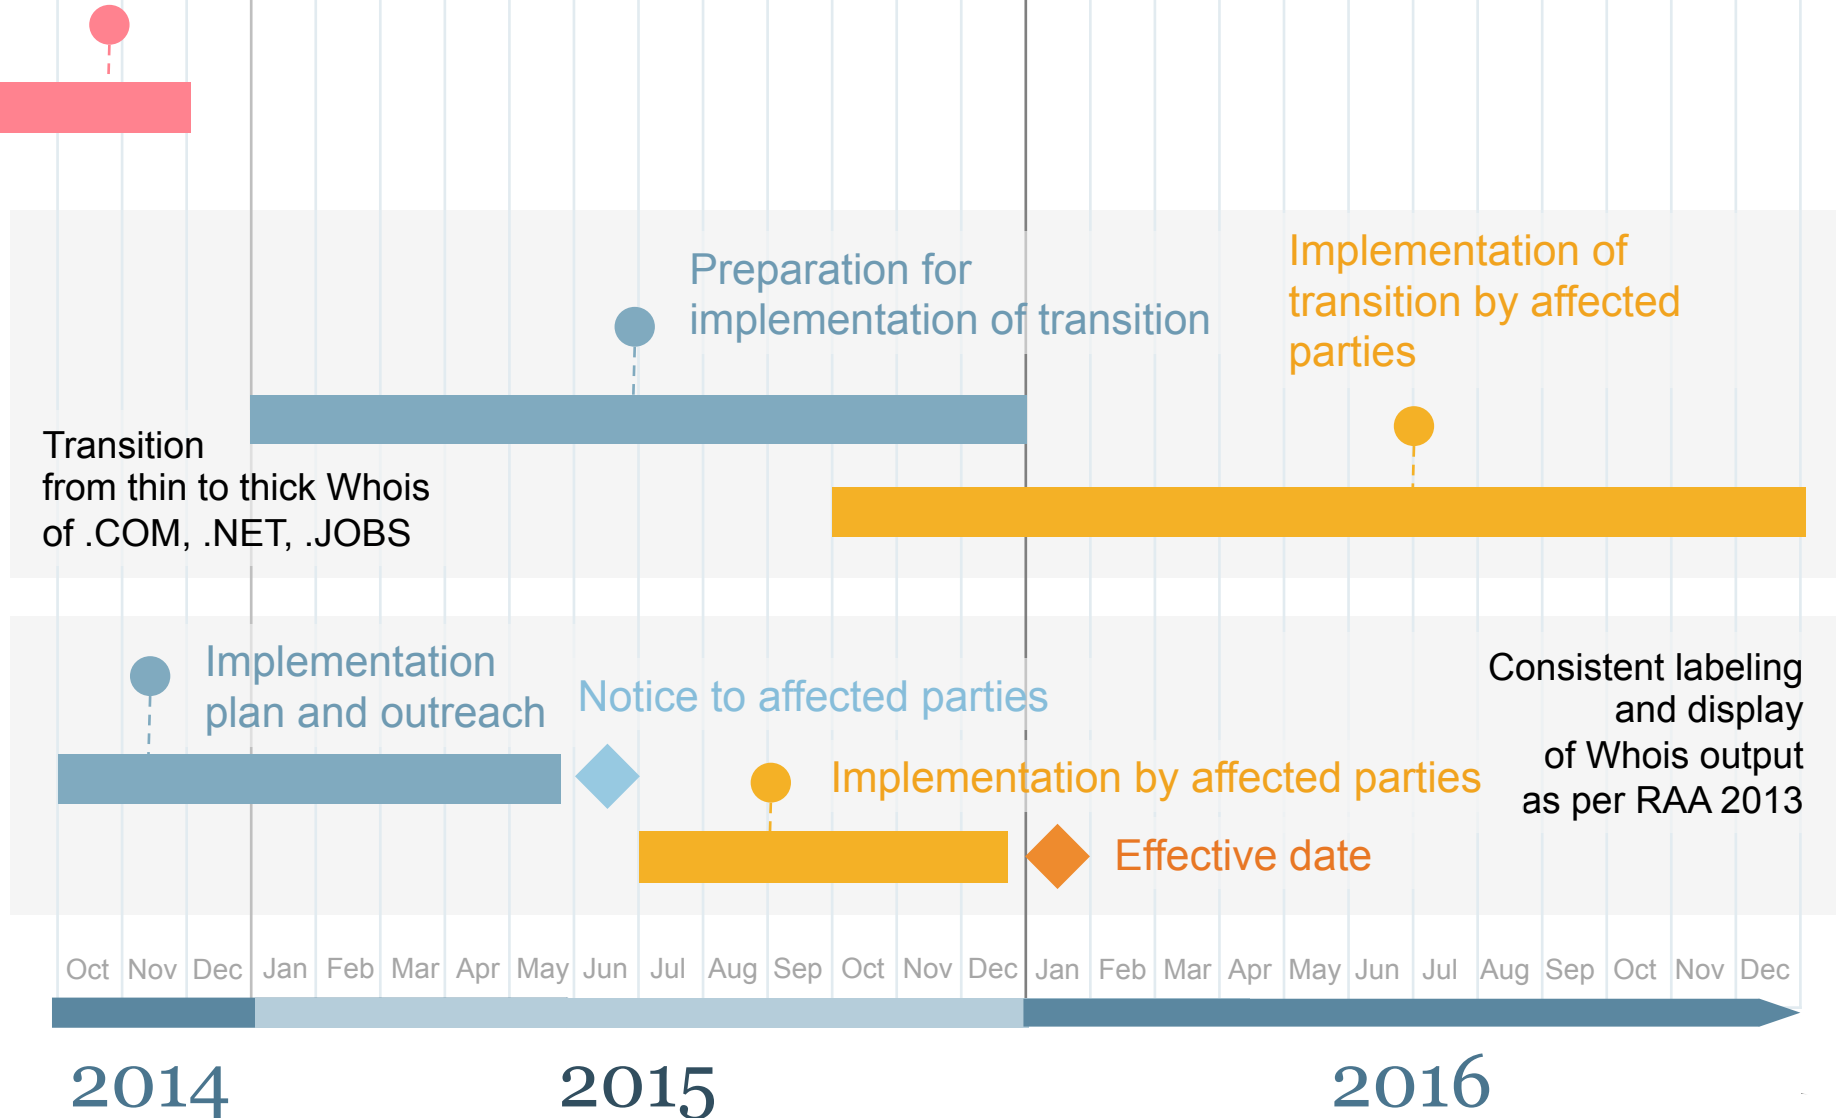 Preparation for
implementation of transition
Implementation of
transition by affected
parties
Transition
from thin to thick Whois
of .COM, .NET, .JOBS
Implementation
plan and outreach
Notice to affected parties
Implementation by affected parties
Effective date
Consistent labeling
and display
of Whois output
as per RAA 2013
Oct Nov Dec Jan Feb Mar Apr May Jun Jul Aug Sep Oct Nov Dec Jan Feb Mar Apr May Jun Jul Aug Sep Oct Nov Dec
2014 2015 2016